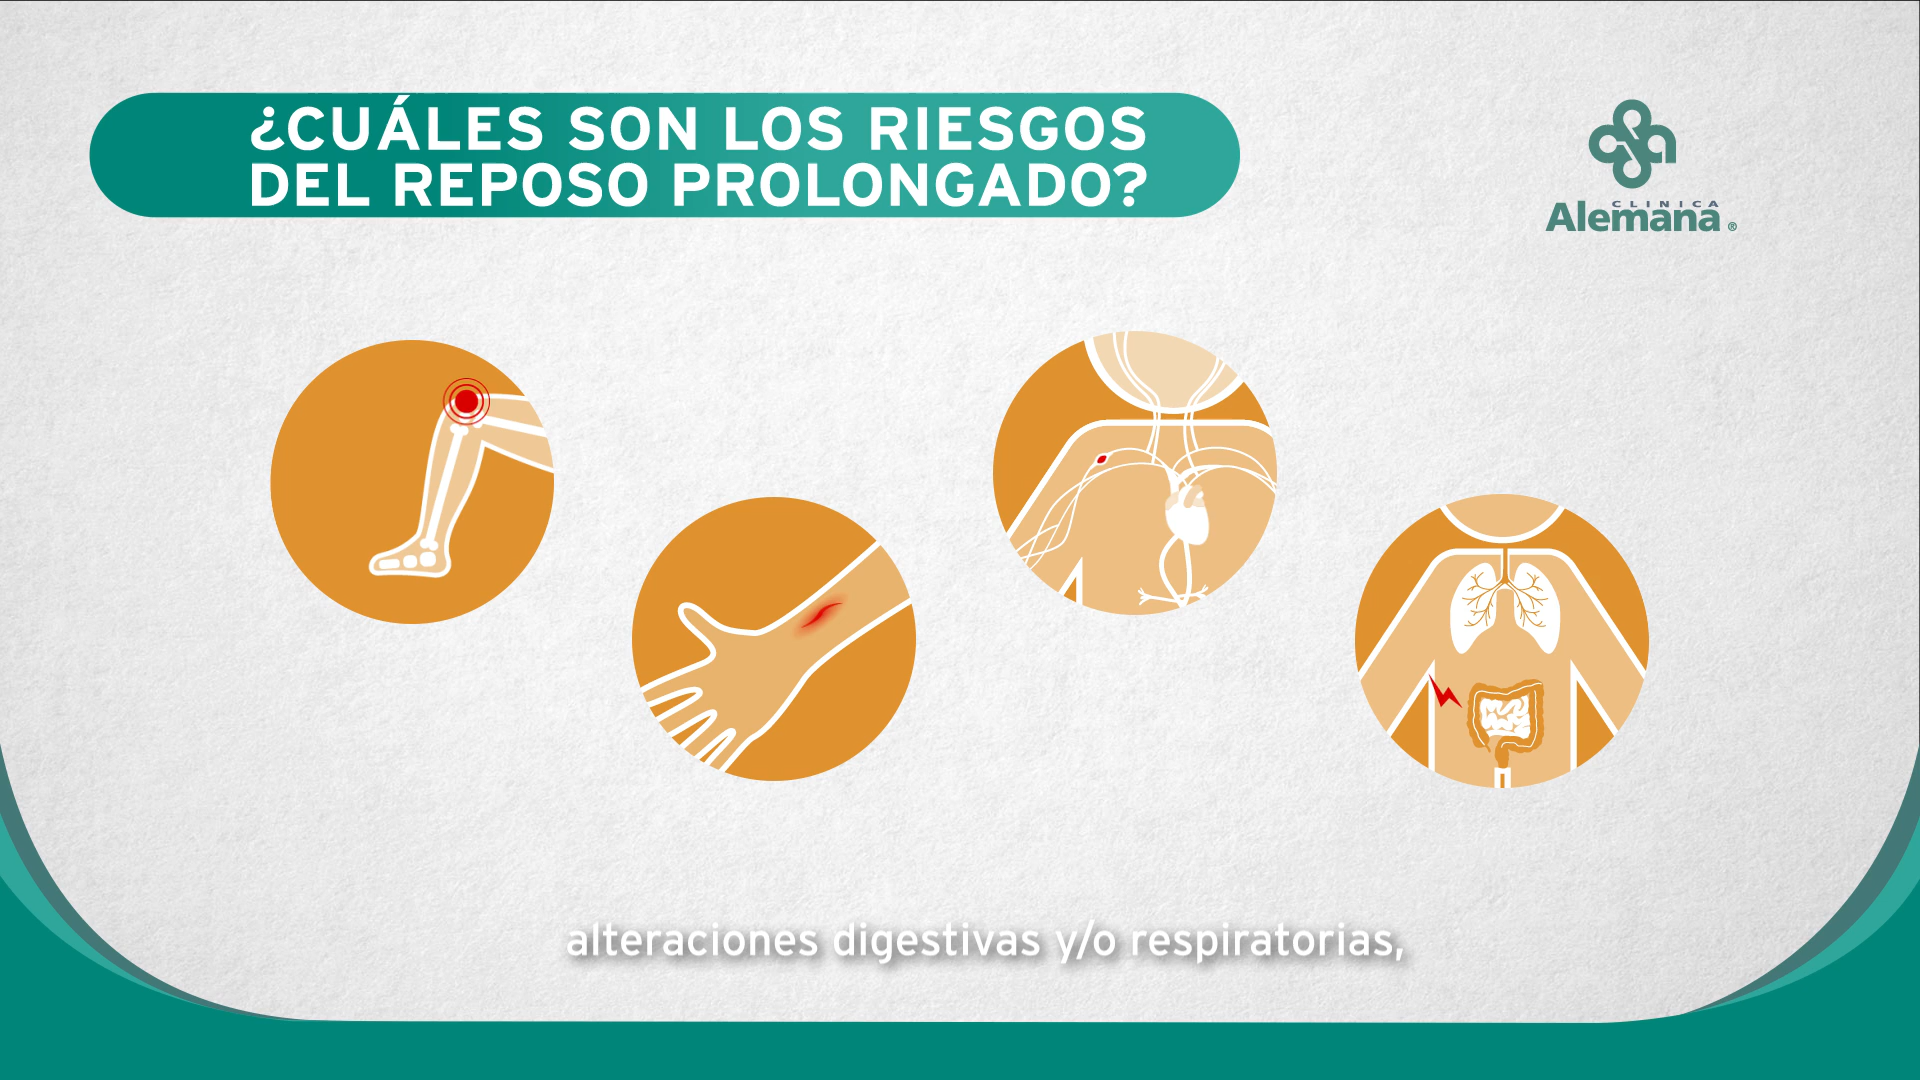 ¿CUÁLES SON LOS RIESGOS
DEL REPOSO PROLONGADO?
CLINICA
Alemana ®
alteraciones digestivas y/o respiratorias,